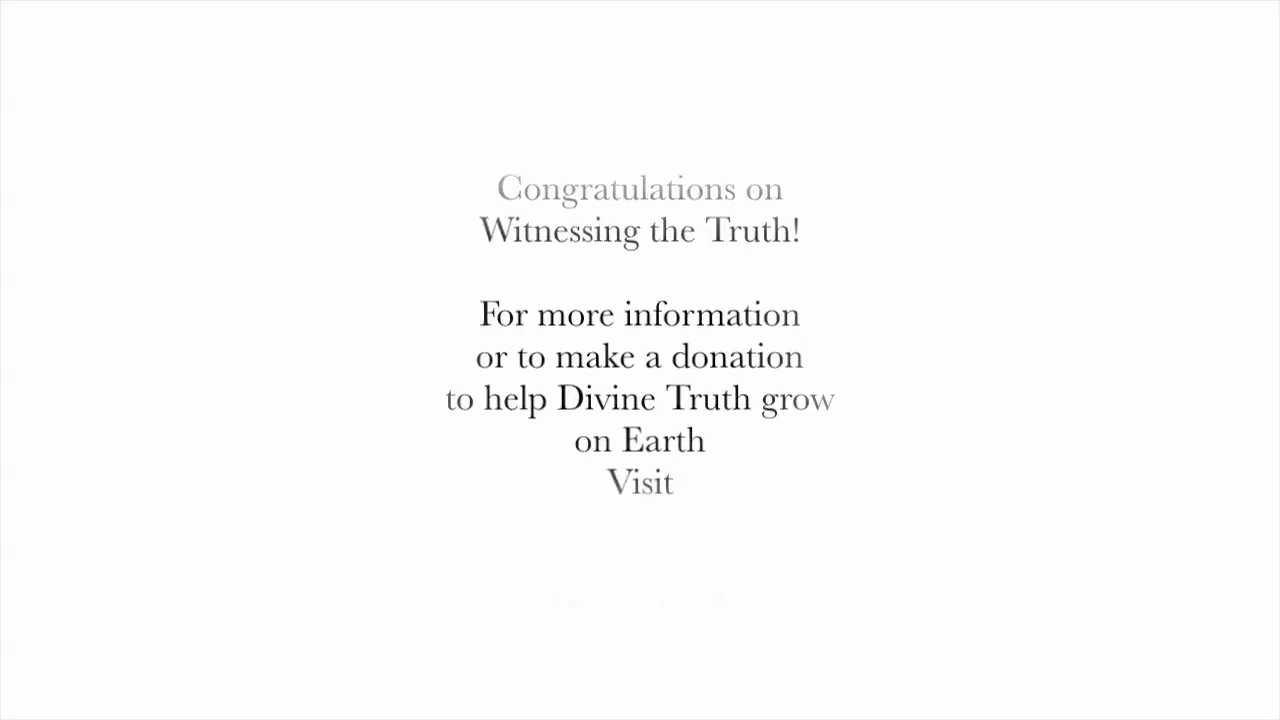 Congratulations on
Witnessing the Truth!
For more information
or to make a donation
to help Divine Truth grow
on Earth
Visit